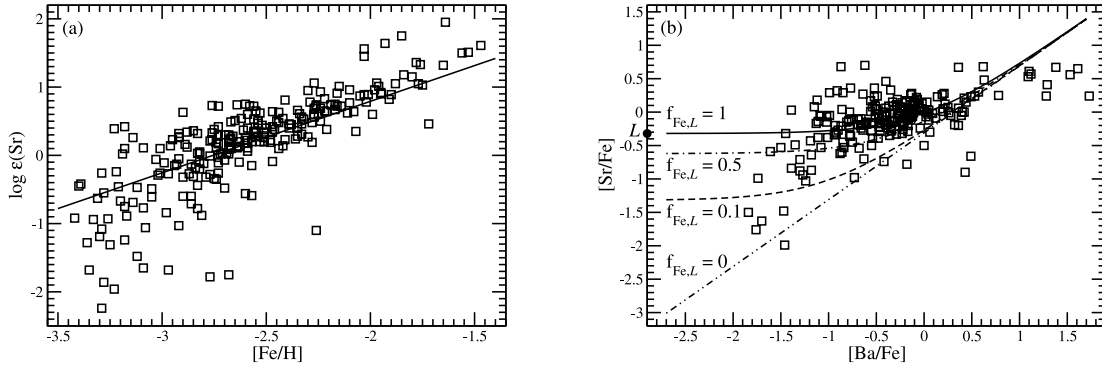 (a)
2
1
0
-1
-2
log ε(Sr)
-3.5 -3 -2.5 -2 -1.5
[Fe/H]
(b)
1.5
1
0.5
0
L
-0.5
-1
-1.5
-2
-2.5
-3
[Sr/Fe]
f_Fe,L = 1
f_Fe,L = 0.5
f_Fe,L = 0.1
f_Fe,L = 0
-2.5 -2 -1.5 -1 -0.5 0 0.5 1 1.5
[Ba/Fe]